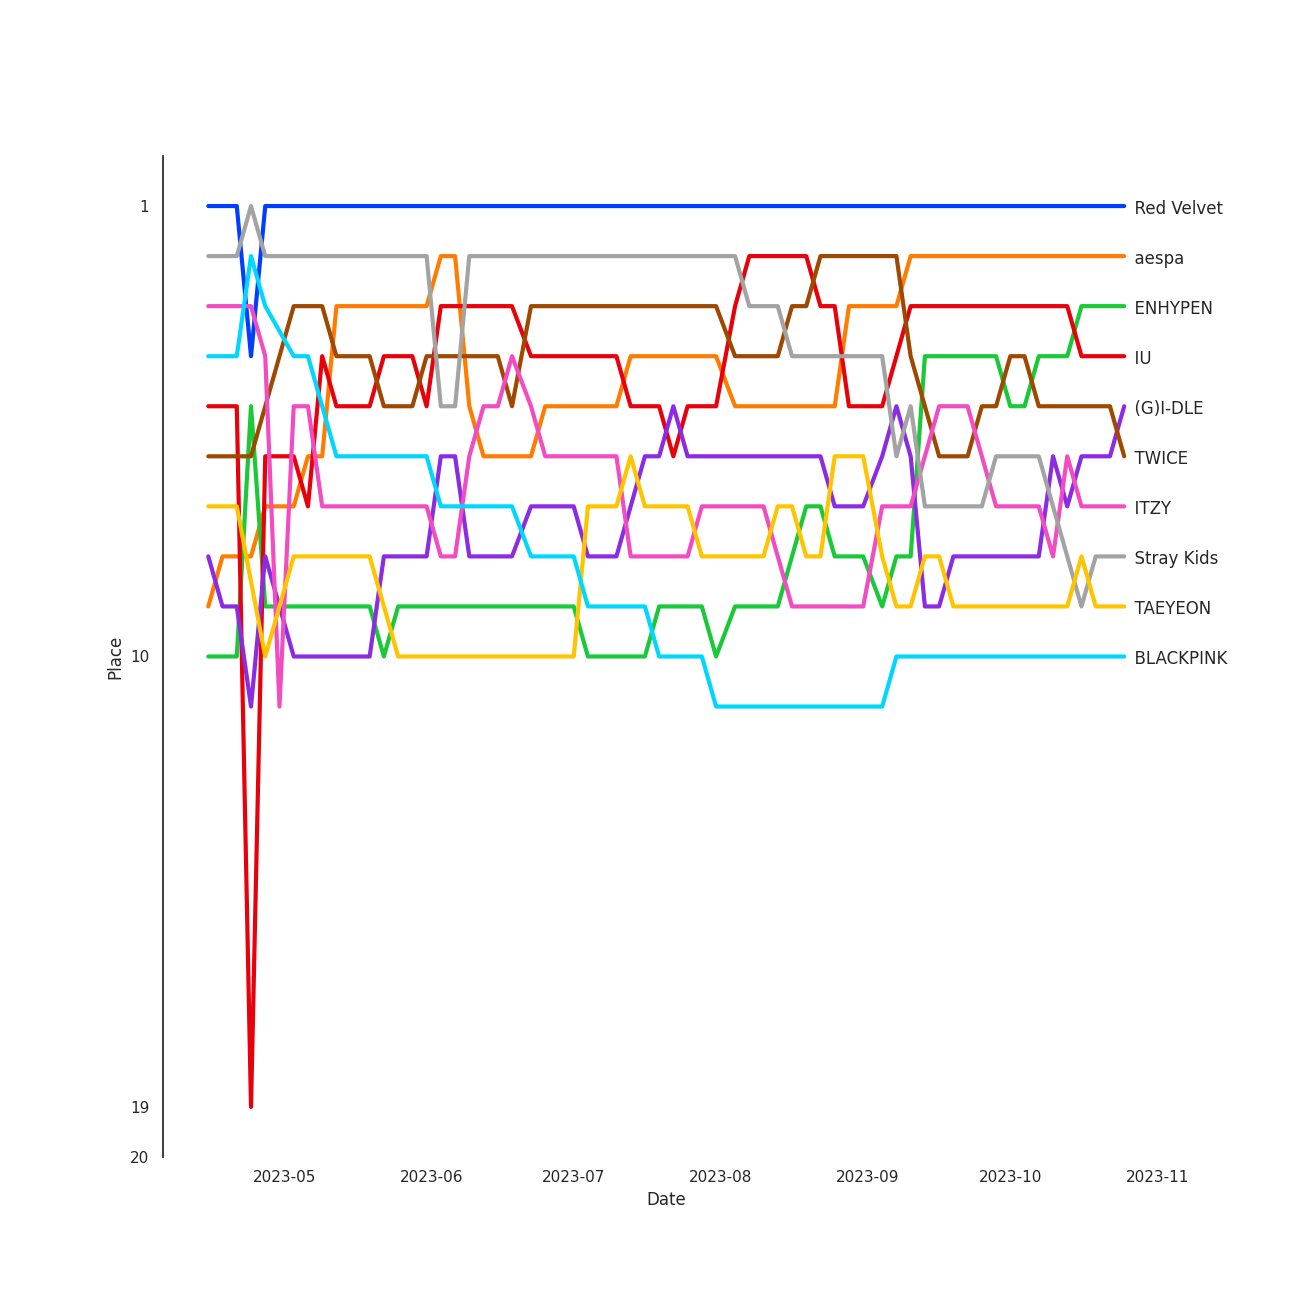 1
Red Velvet
aespa
ENHYPEN
IU
(G)I-DLE
TWICE
ITZY
Stray Kids
TAEYEON
10
BLACKPINK
Place
19
20
2023-05
2023-06
2023-07
2023-08
2023-09
2023-10
2023-11
Date